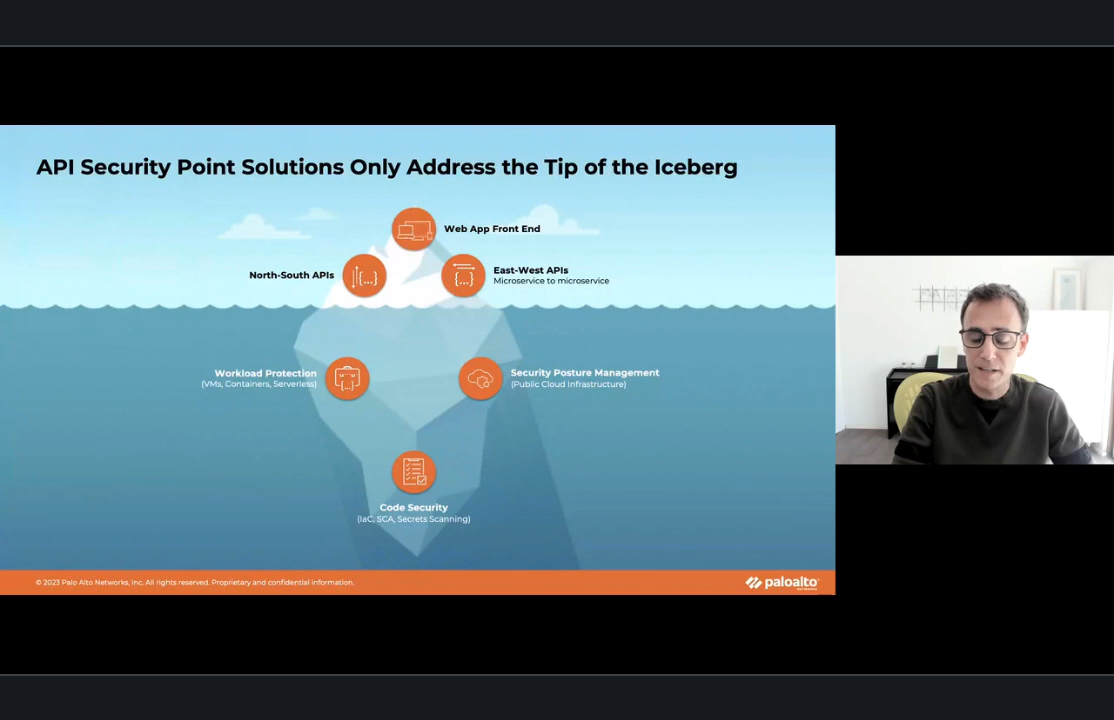 API Security Point Solutions Only Address the Tip of the Iceberg
Web App Front End
North-South APIs
East-West APIs
Microservice to microservice
Workload Protection
(VMs, Containers, Serverless)
Security Posture Management
(Public Cloud Infrastructure)
Code Security
(IaC, SCA, Secrets Scanning)
© 2023 Palo Alto Networks, Inc. All rights reserved. Proprietary and confidential information.
paloalto